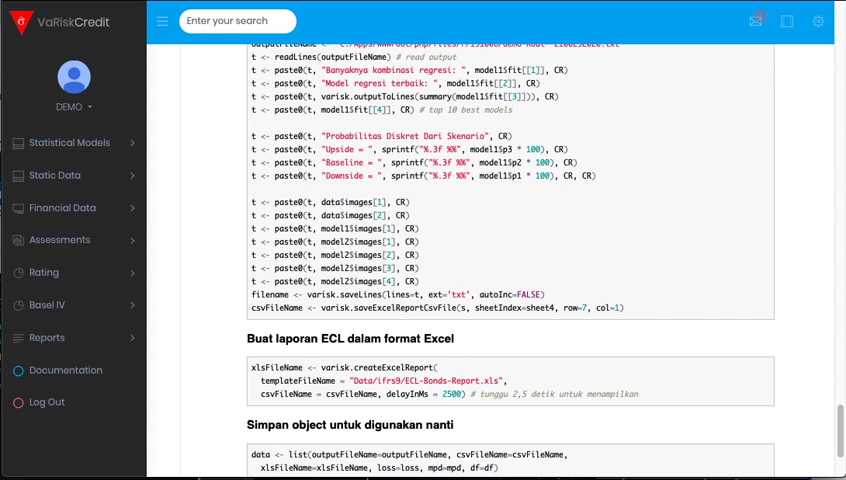 VaRiskCredit
Enter your search
DEMO
Statistical Models
Static Data
Financial Data
Assessments
Rating
Basel IV
Reports
Documentation
Log Out
t <- readLines(outputFileName) # read output
t <- paste0(t, "Banyaknya kombinasi regresi: ", model1$fit[[1]], CR)
t <- paste0(t, "Model regresi terbaik: ", model1$fit[[2]], CR)
t <- paste0(t, varisk.outputToLines(summary(model1$fit[[3]])), CR)
t <- paste0(t, model1$fit[[4]], CR) # top 10 best models
t <- paste0(t, "Probabilitas Diskret Dari Skenario", CR)
t <- paste0(t, "Upside = ", sprintf("%.3f %%", model1$p3 * 100), CR)
t <- paste0(t, "Baseline = ", sprintf("%.3f %%", model1$p2 * 100), CR)
t <- paste0(t, "Downside = ", sprintf("%.3f %%", model1$p1 * 100), CR, CR)
t <- paste0(t, data$images[1], CR)
t <- paste0(t, data$images[2], CR)
t <- paste0(t, model1$images[1], CR)
t <- paste0(t, model2$images[1], CR)
t <- paste0(t, model2$images[2], CR)
t <- paste0(t, model2$images[3], CR)
t <- paste0(t, model2$images[4], CR)
filename <- varisk.saveLines(lines=t, ext='txt', autoInc=FALSE)
csvFileName <- varisk.saveExcelReportCsvFile(s, sheetIndex=sheet4, row=7, col=1)
Buat laporan ECL dalam format Excel
xlsFileName <- varisk.createExcelReport(
templateFileName = "Data/ifrs9/ECL-Bonds-Report.xls",
csvFileName = csvFileName, delayInMs = 2500) # tunggu 2,5 detik untuk menampilkan
Simpan object untuk digunakan nanti
data <- list(outputFileName=outputFileName, csvFileName=csvFileName,
xlsFileName=xlsFileName, loss=loss, mpd=mpd, df=df)